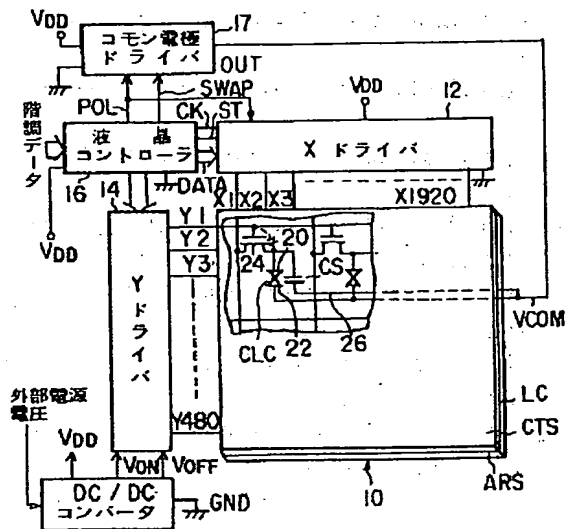 VDD
17
コモン電極
ドライバ
OUT
SWAP
POL
CK
ST
VDD
12
階調データ
液晶
コントローラ
X ドライバ
16
14
DATA
X1
X2
X3
X1920
VDD
Y1
Y2
Y3
24
20
CS
CLC
22
26
VCOM
Y ドライバ
外部電源
電圧
VDD
VON
VOFF
Y480
LC
CTS
DC / DC
コンバータ
GND
10
ARS